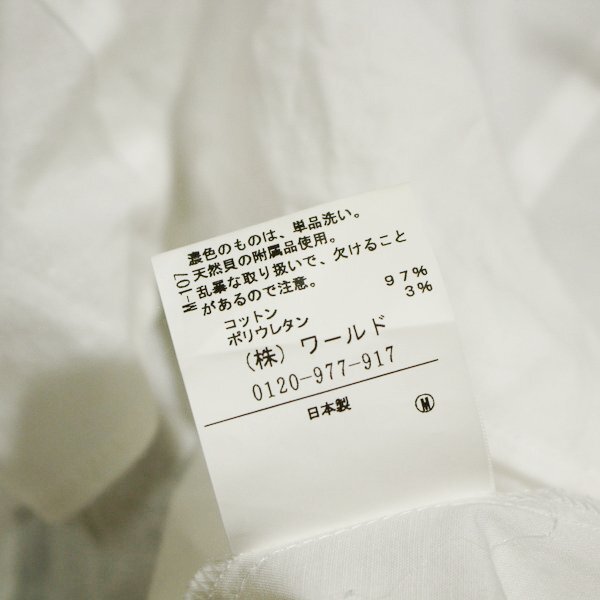 濃色のものは、単品洗い。
天然貝の附属品使用。
乱暴な取り扱いで、欠けること
があるので注意。
M-107
コットン 97%
ポリウレタン 3%
(株) ワールド
0120-977-917
日本製 M